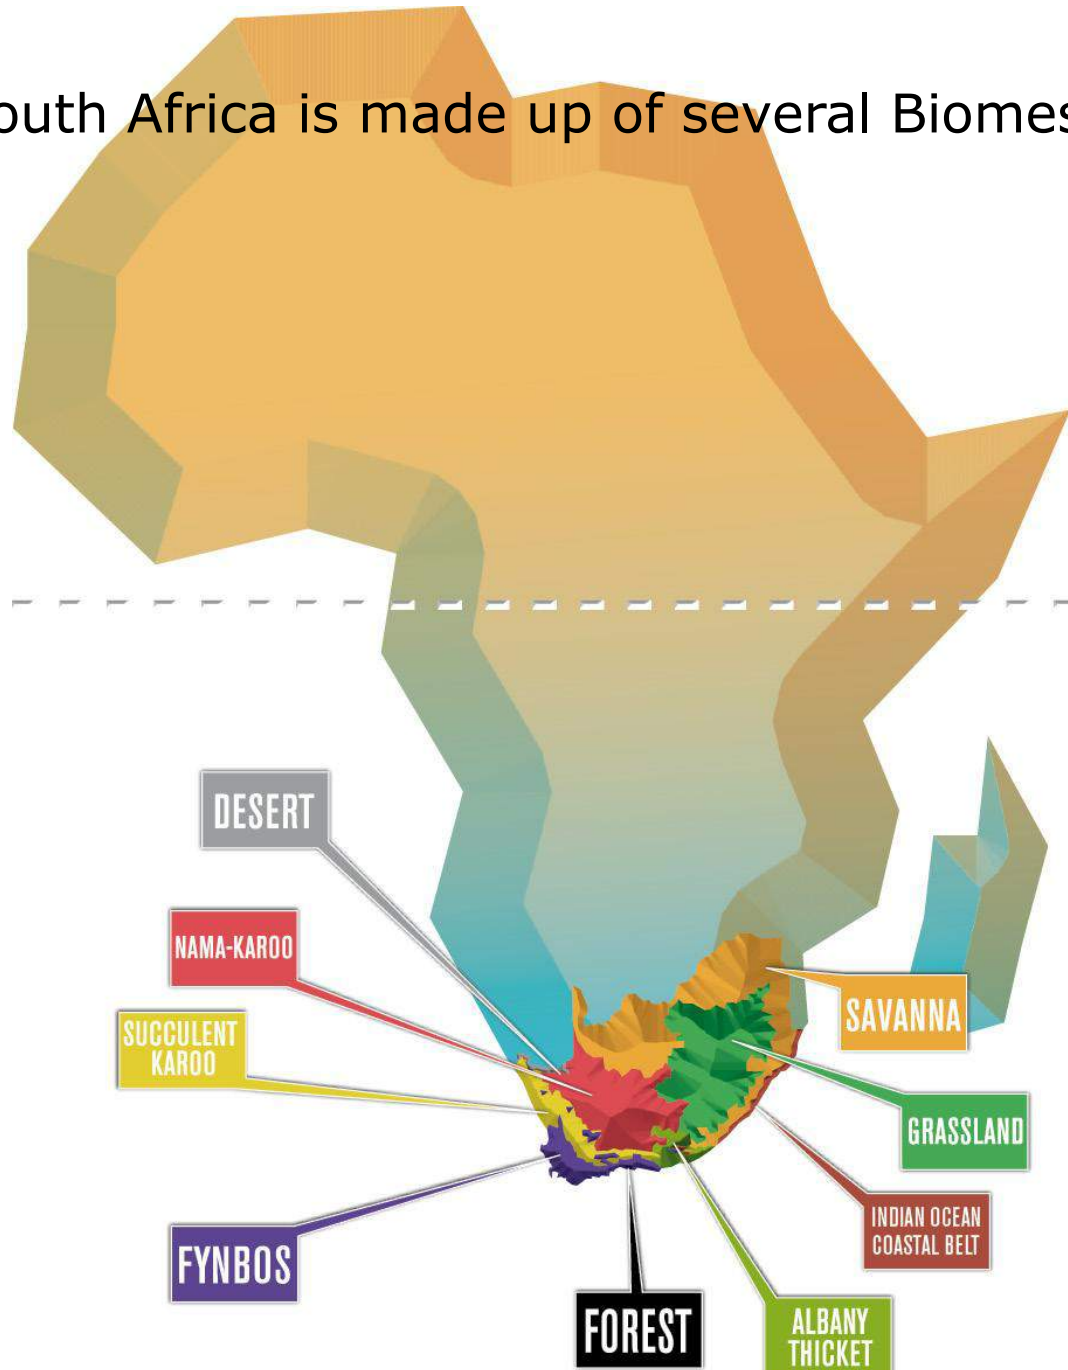 outh Africa is made up of several Biomes
DESERT
NAMA-KAROO
SUCCULENT
KAROO
SAVANNA
GRASSLAND
INDIAN OCEAN
COASTAL BELT
FYNBOS
FOREST
ALBANY
THICKET